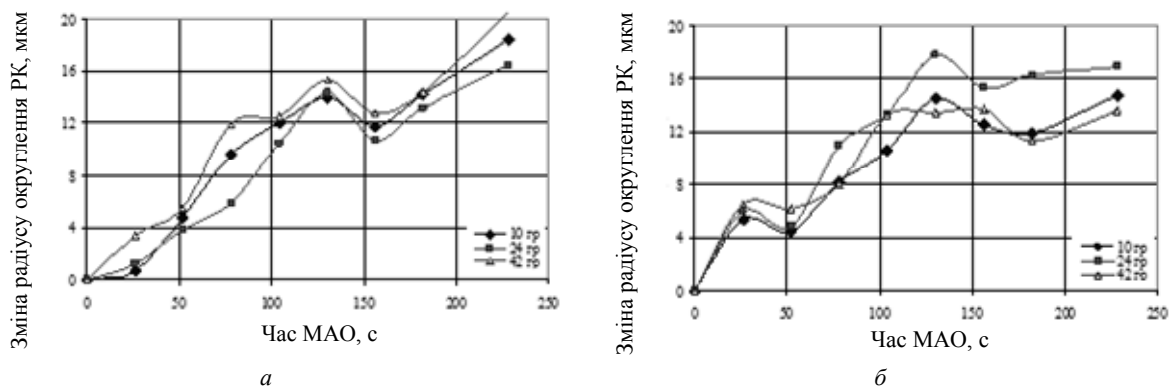 Зміна радіусу округлення РК, мкм
20
16
12
8
4
0
0 50 100 150 200 250
10 гр
24 гр
42 гр
Час МАО, с
а
Зміна радіусу округлення РК, мкм
20
16
12
8
4
0
0 50 100 150 200 250
10 гр
24 гр
42 гр
Час МАО, с
б